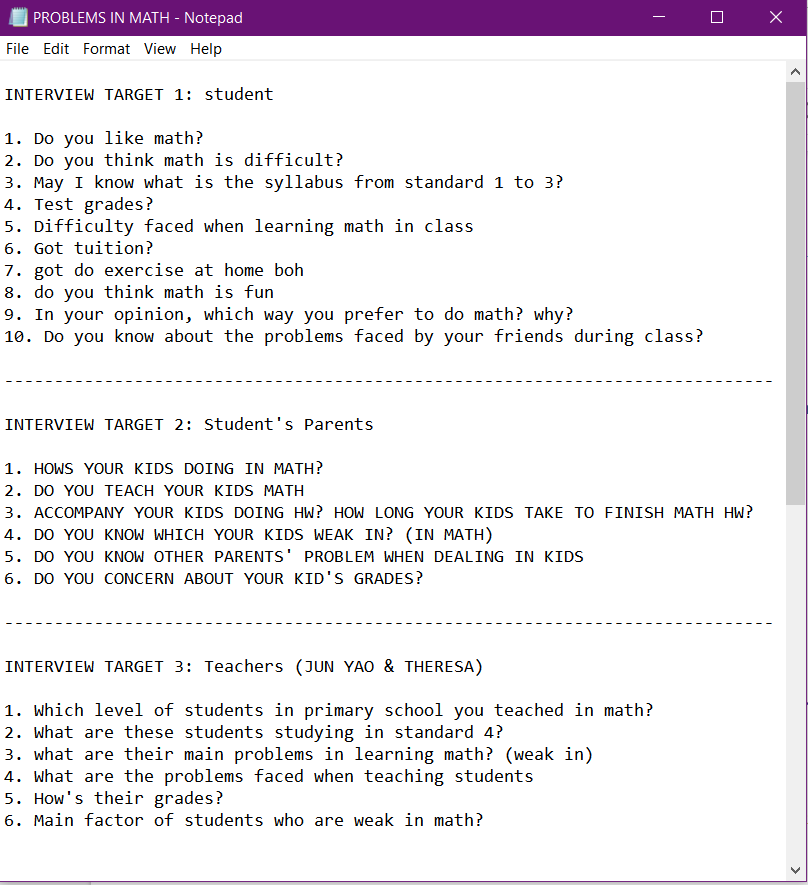 PROBLEMS IN MATH - Notepad
File Edit Format View Help
INTERVIEW TARGET 1: student
1. Do you like math?
2. Do you think math is difficult?
3. May I know what is the syllabus from standard 1 to 3?
4. Test grades?
5. Difficulty faced when learning math in class
6. Got tuition?
7. got do exercise at home boh
8. do you think math is fun
9. In your opinion, which way you prefer to do math? why?
10. Do you know about the problems faced by your friends during class?
-----------------------------------------------------------------------------
INTERVIEW TARGET 2: Student's Parents
1. HOWS YOUR KIDS DOING IN MATH?
2. DO YOU TEACH YOUR KIDS MATH
3. ACCOMPANY YOUR KIDS DOING HW? HOW LONG YOUR KIDS TAKE TO FINISH MATH HW?
4. DO YOU KNOW WHICH YOUR KIDS WEAK IN? (IN MATH)
5. DO YOU KNOW OTHER PARENTS' PROBLEM WHEN DEALING IN KIDS
6. DO YOU CONCERN ABOUT YOUR KID'S GRADES?
-----------------------------------------------------------------------------
INTERVIEW TARGET 3: Teachers (JUN YAO & THERESA)
1. Which level of students in primary school you teached in math?
2. What are these students studying in standard 4?
3. what are their main problems in learning math? (weak in)
4. What are the problems faced when teaching students
5. How's their grades?
6. Main factor of students who are weak in math?